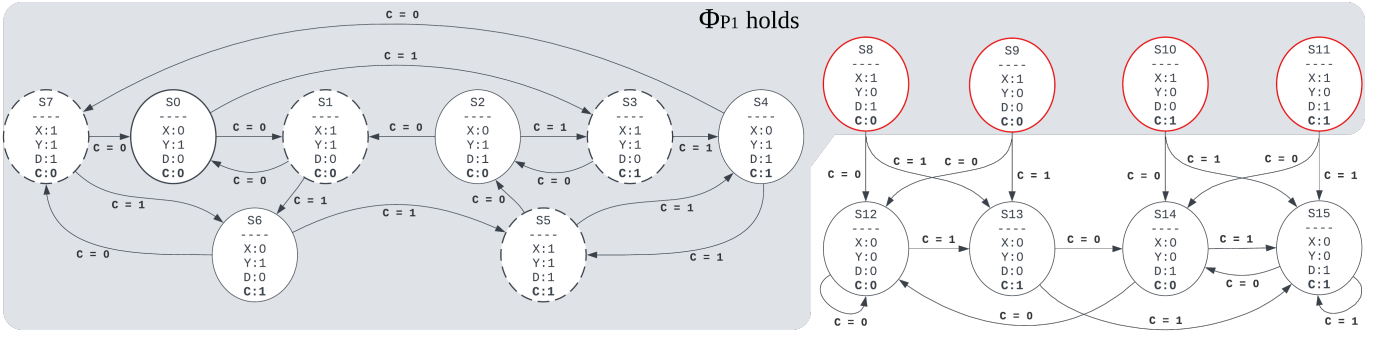 C = 0
ΦP1 holds
C = 1
S8
----
X:1
Y:0
D:1
C:0
S9
----
X:1
Y:0
D:0
C:0
S10
----
X:1
Y:0
D:0
C:1
S11
----
X:1
Y:0
D:1
C:1
S7
----
X:1
Y:1
D:1
C:0
C = 0
S0
----
X:0
Y:1
D:0
C:0
C = 0
S1
----
X:1
Y:1
D:0
C:0
C = 0
S2
----
X:0
Y:1
D:1
C:0
C = 1
S3
----
X:1
Y:1
D:0
C:1
C = 1
S4
----
X:0
Y:1
D:1
C:1
C = 0
C = 0
C = 1
C = 1
C = 0
C = 1
C = 1
C = 0
S6
----
X:0
Y:1
D:0
C:1
C = 1
S5
----
X:1
Y:1
D:1
C:1
C = 1
C = 0
C = 1
C = 0
C = 1
C = 0
C = 1
C = 0
C = 1
S12
----
X:0
Y:0
D:0
C:0
C = 1
S13
----
X:0
Y:0
D:0
C:1
C = 0
S14
----
X:0
Y:0
D:1
C:0
C = 1
S15
----
X:0
Y:0
D:1
C:1
C = 0
C = 0
C = 0
C = 1
C = 1